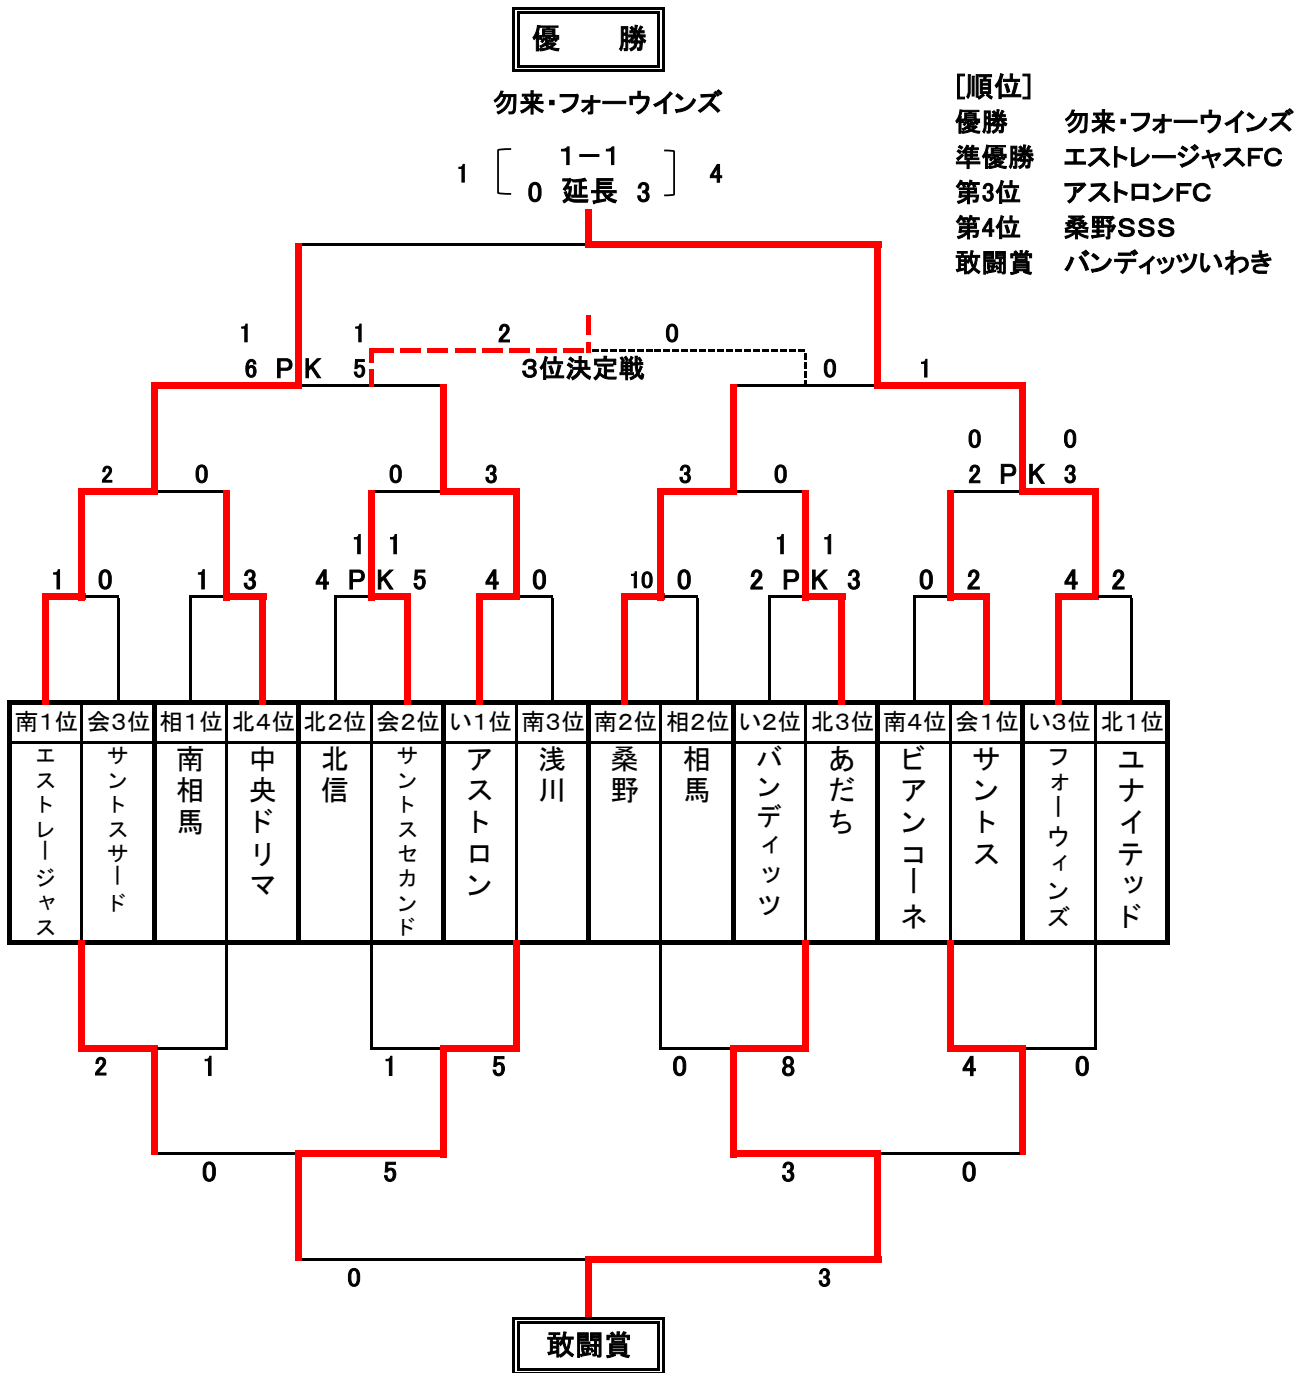 優　勝
勿来・フォーウインズ
[順位]
優勝　勿来・フォーウインズ
準優勝　エストレージャスFC
第3位　アストロンFC
第4位　桑野SSS
敢闘賞　バンディッツいわき
1－1
1　4
0 延長 3
1　1　2　0
6 P K 5　3位決定戦　0　1
0　0
2　0　0　3　3　0　2 P K 3
1 1　1 1
1 0　1 3　4 P K 5　4 0　10 0　2 P K 3　0 2　4 2
南1位　会3位　相1位　北4位　北2位　会2位　い1位　南3位　南2位　相2位　い2位　北3位　南4位　会1位　い3位　北1位
エストレージャス
サントスサード
南相馬
中央ドリマ
北信
サントスセカンド
アストロン
浅川
桑野
相馬
バンディッツ
あだち
ビアンコーネ
サントス
フォーウィンズ
ユナイテッド
2　1　1　5　0　8　4　0
0　5　3　0
0　3
敢闘賞